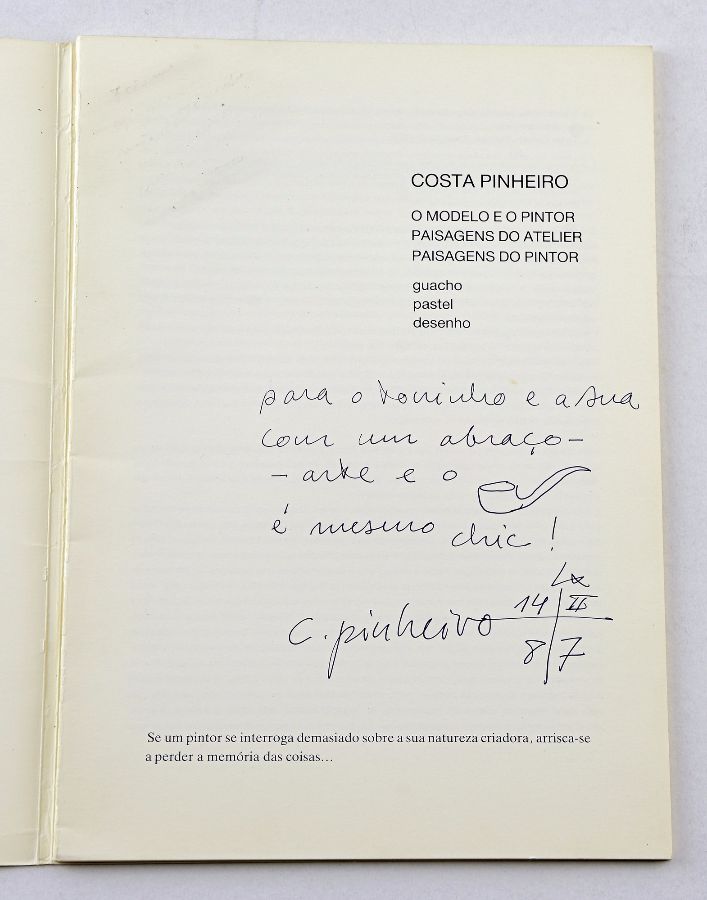 COSTA PINHEIRO
O MODELO E O PINTOR
PAISAGENS DO ATELIER
PAISAGENS DO PINTOR
guacho
pastel
desenho
para o toninho e a sua
com um abraço-
- arte e o
é mesmo chic!
Lx
14 II
C. pinheiro
8 7
Se um pintor se interroga demasiado sobre a sua natureza criadora, arrisca-se
a perder a memória das coisas...